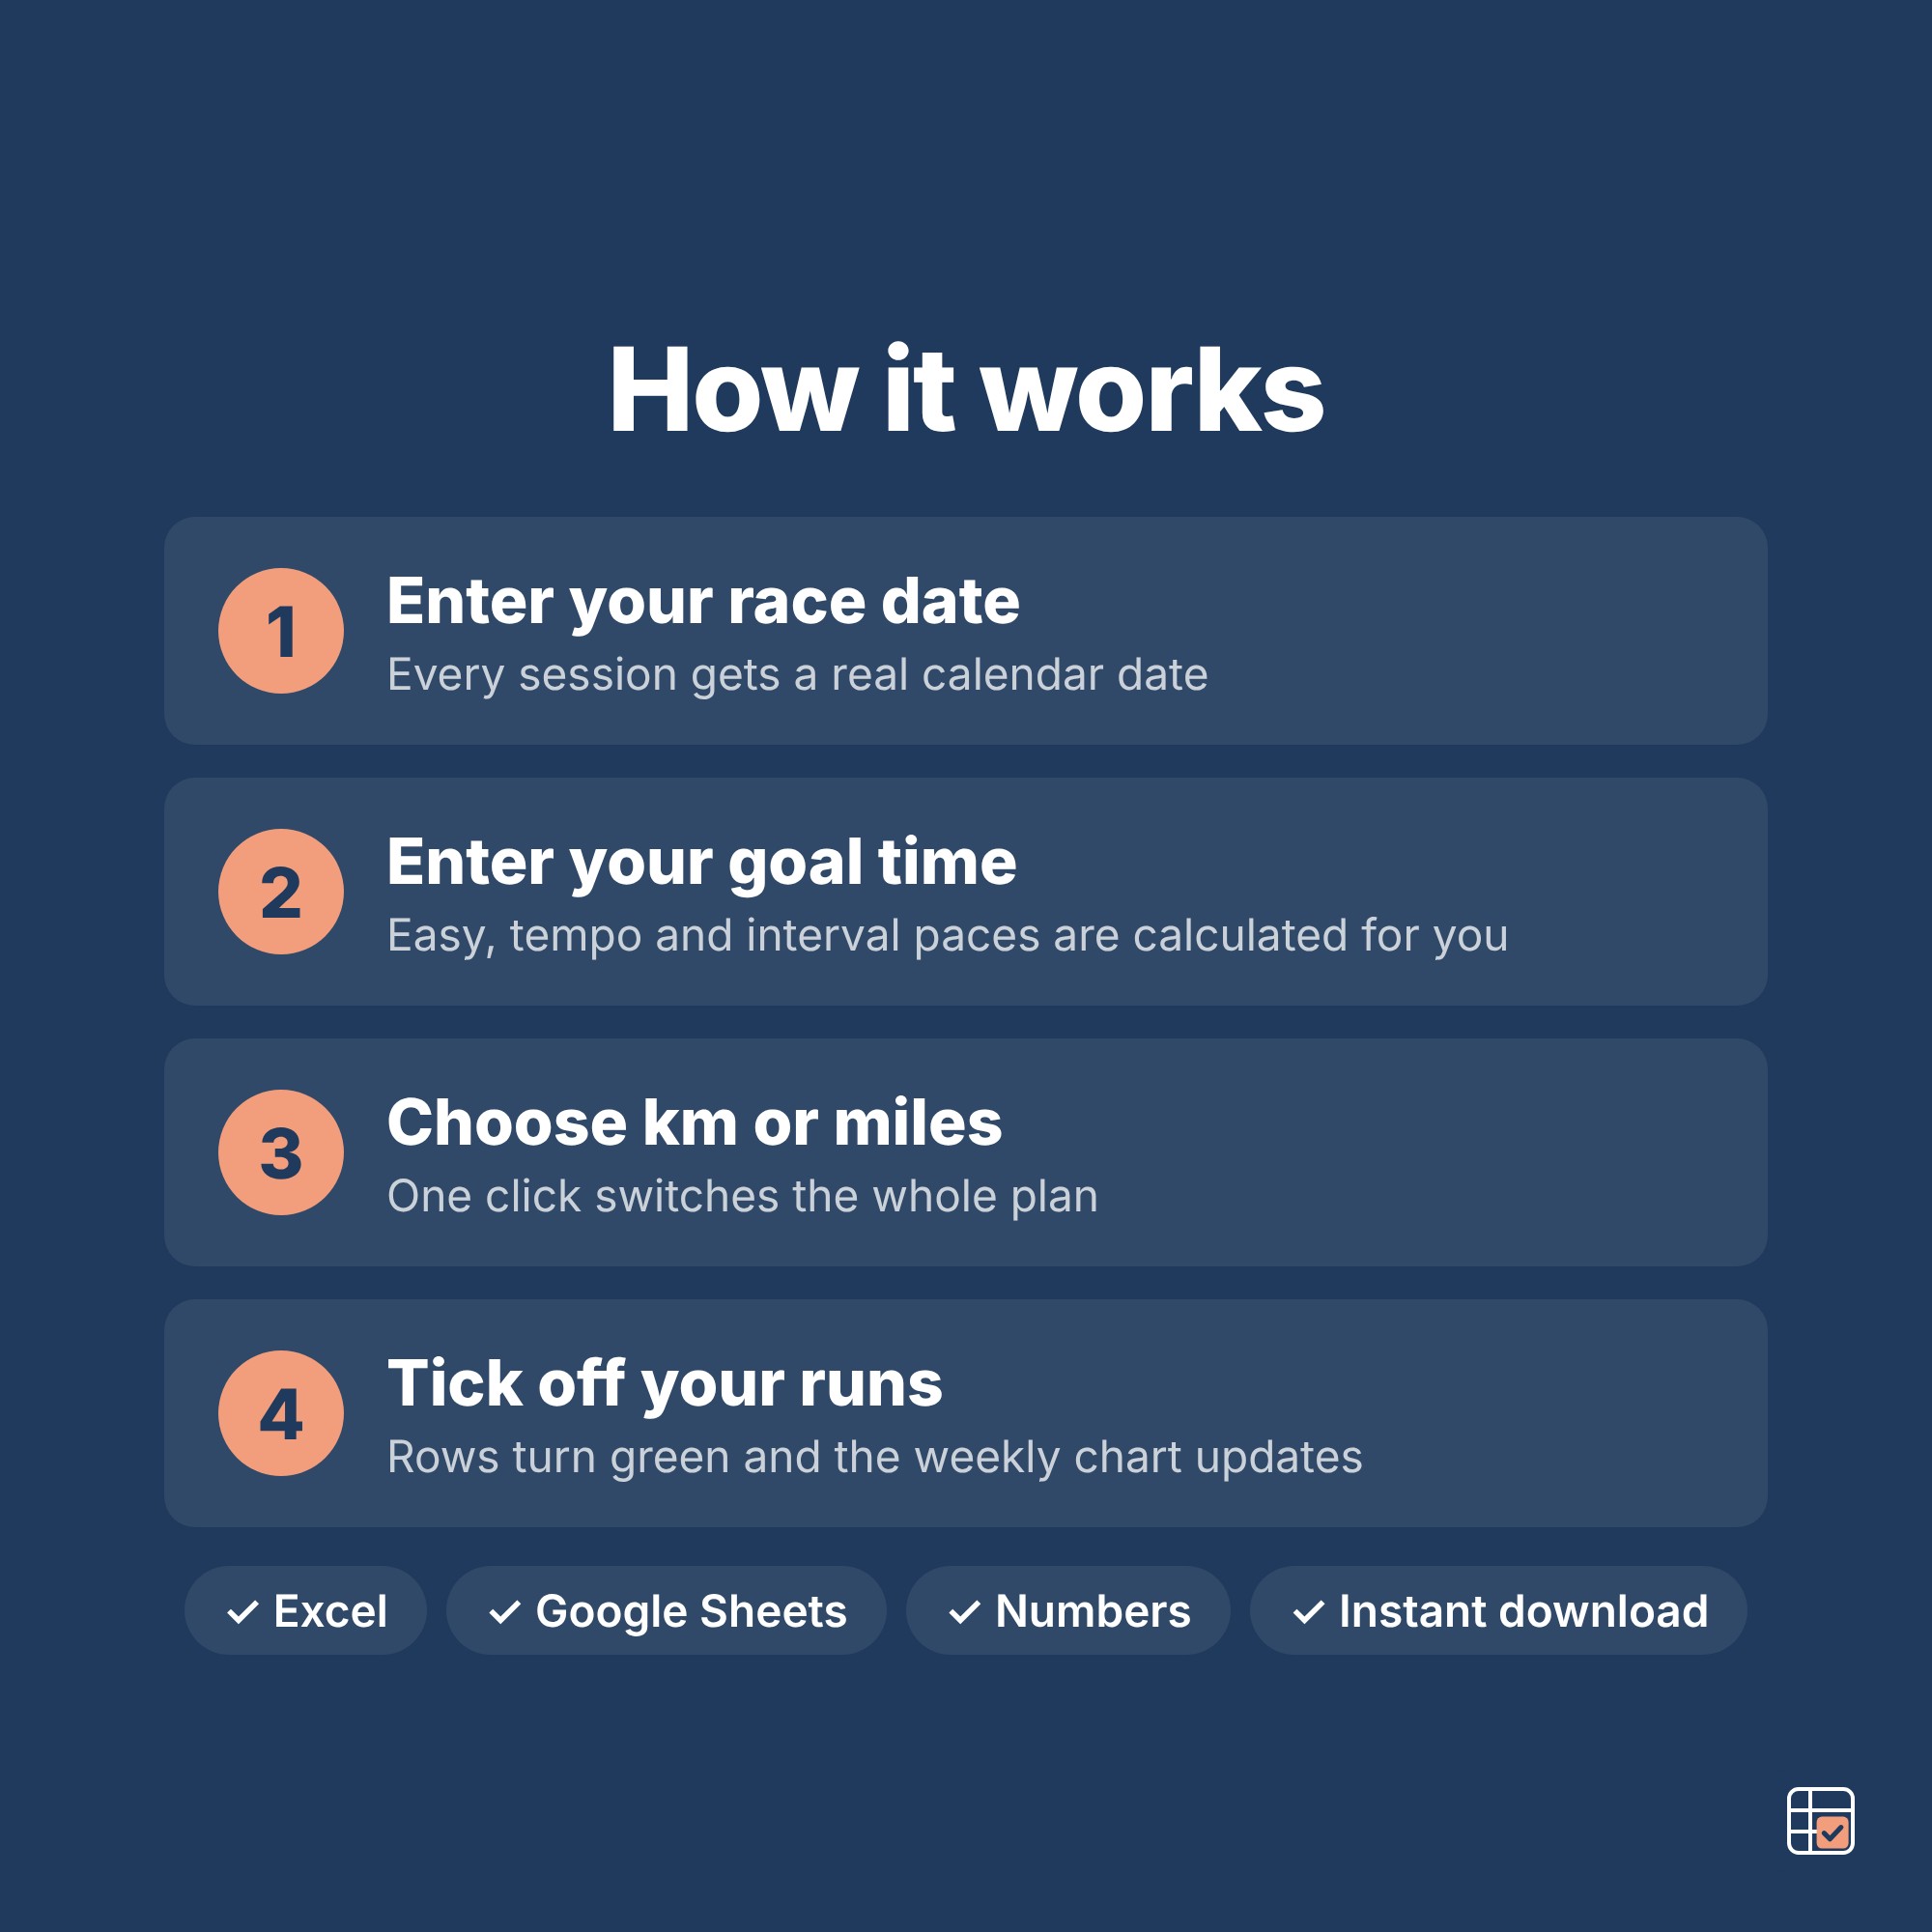 How it works
1
Enter your race date
Every session gets a real calendar date
2
Enter your goal time
Easy, tempo and interval paces are calculated for you
3
Choose km or miles
One click switches the whole plan
4
Tick off your runs
Rows turn green and the weekly chart updates
✓ Excel ✓ Google Sheets ✓ Numbers ✓ Instant download